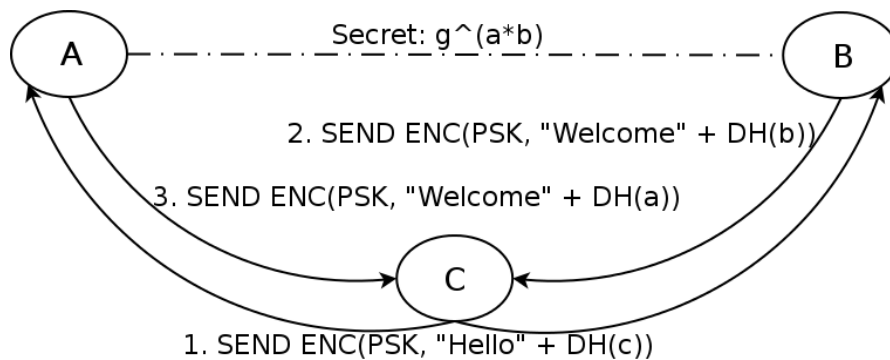 Secret: g^(a*b)
A
B
2. SEND ENC(PSK, "Welcome" + DH(b))
3. SEND ENC(PSK, "Welcome" + DH(a))
C
1. SEND ENC(PSK, "Hello" + DH(c))